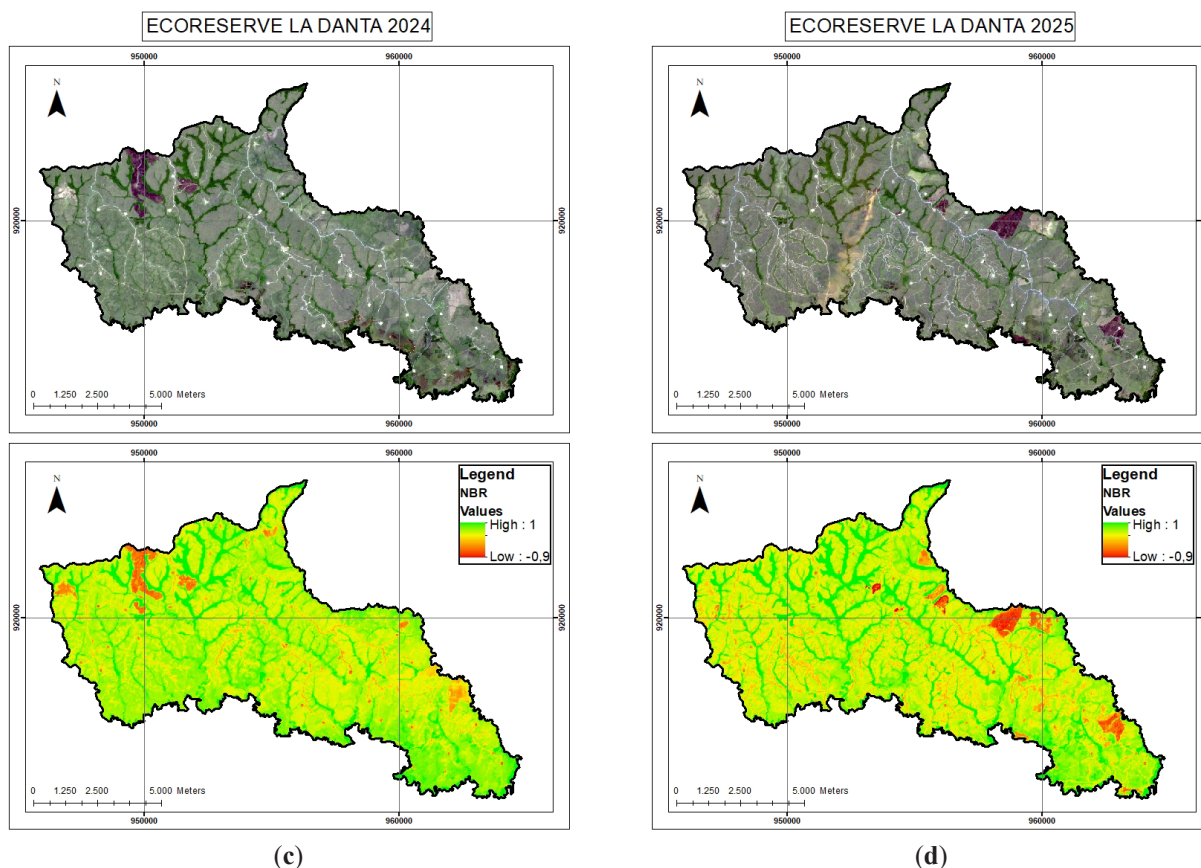 ECORESERVE LA DANTA 2024
950000
960000
N
920000
0 1.250 2.500 5.000 Meters
950000
960000
ECORESERVE LA DANTA 2025
950000
960000
N
920000
0 1.250 2.500 5.000 Meters
950000
960000
950000
960000
N
Legend
NBR
Values
High : 1
Low : -0,9
920000
920000
0 1.250 2.500 5.000 Meters
950000
960000
(c)
950000
960000
N
Legend
NBR
Values
High : 1
Low : -0,9
920000
0 1.250 2.500 5.000 Meters
950000
960000
(d)